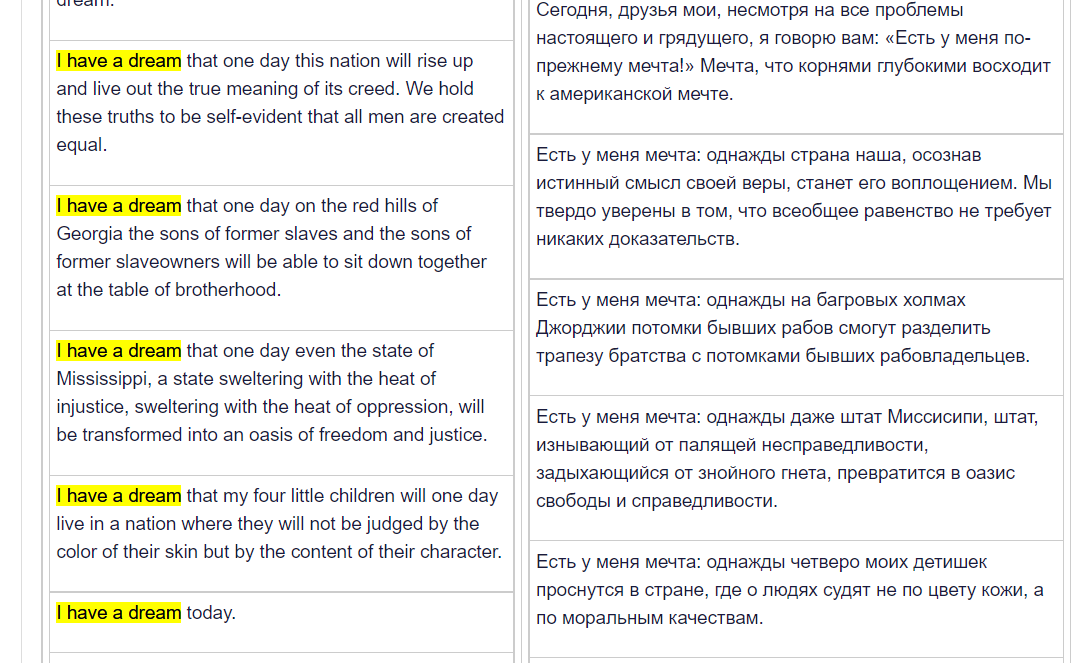 dream.
I have a dream that one day this nation will rise up
and live out the true meaning of its creed. We hold
these truths to be self-evident that all men are created
equal.
I have a dream that one day on the red hills of
Georgia the sons of former slaves and the sons of
former slaveowners will be able to sit down together
at the table of brotherhood.
I have a dream that one day even the state of
Mississippi, a state sweltering with the heat of
injustice, sweltering with the heat of oppression, will
be transformed into an oasis of freedom and justice.
I have a dream that my four little children will one day
live in a nation where they will not be judged by the
color of their skin but by the content of their character.
I have a dream today.
Сегодня, друзья мои, несмотря на все проблемы
настоящего и грядущего, я говорю вам: «Есть у меня по-
прежнему мечта!» Мечта, что корнями глубокими восходит
к американской мечте.
Есть у меня мечта: однажды страна наша, осознав
истинный смысл своей веры, станет его воплощением. Мы
твердо уверены в том, что всеобщее равенство не требует
никаких доказательств.
Есть у меня мечта: однажды на багровых холмах
Джорджии потомки бывших рабов смогут разделить
трапезу братства с потомками бывших рабовладельцев.
Есть у меня мечта: однажды даже штат Миссисипи, штат,
изнывающий от палящей несправедливости,
задыхающийся от знойного гнета, превратится в оазис
свободы и справедливости.
Есть у меня мечта: однажды четверо моих детишек
проснутся в стране, где о людях судят не по цвету кожи, а
по моральным качествам.